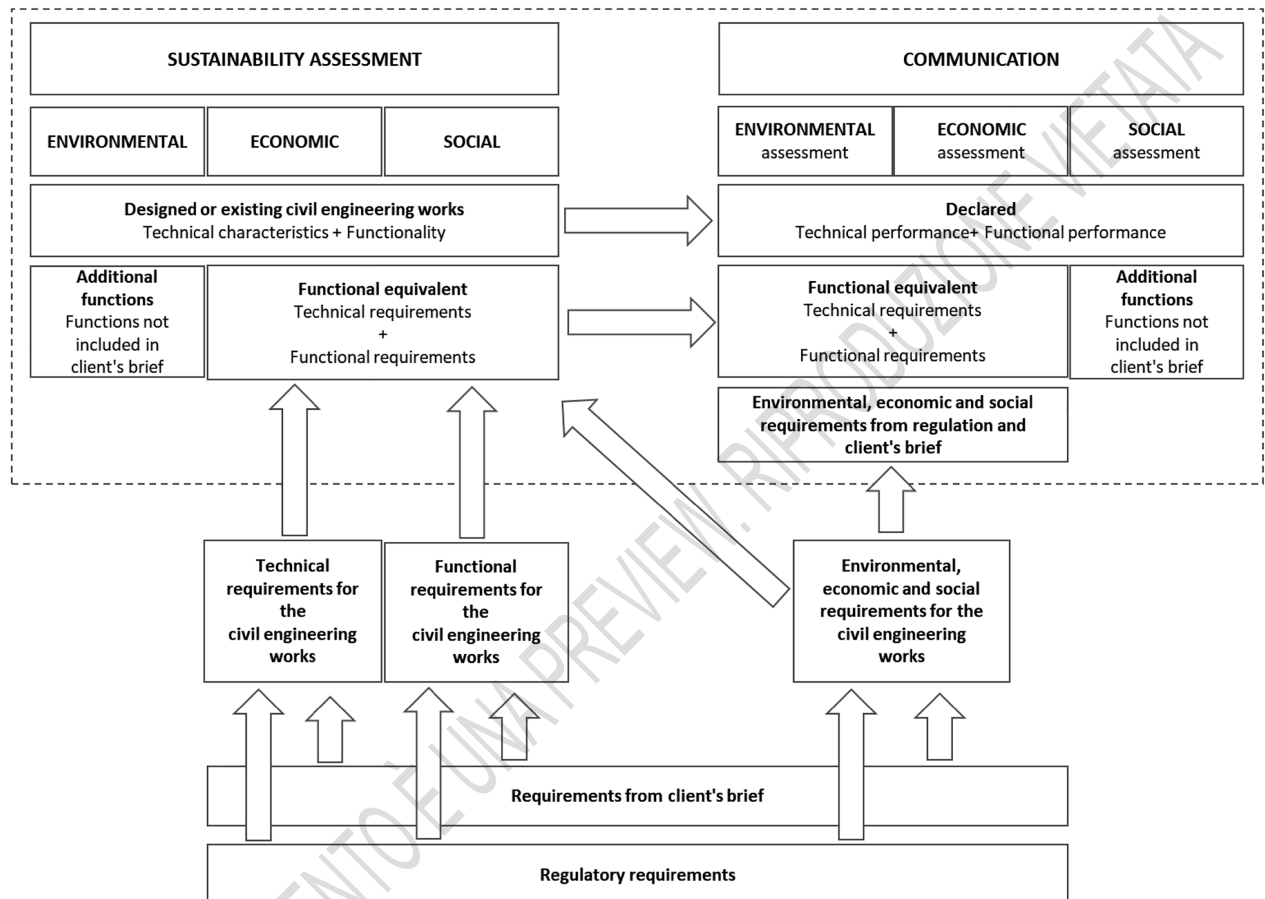 SUSTAINABILITY ASSESSMENT
ENVIRONMENTAL
ECONOMIC
SOCIAL
Designed or existing civil engineering works
Technical characteristics + Functionality
Additional
functions
Functions not
included in
client's brief
Functional equivalent
Technical requirements
+
Functional requirements
COMMUNICATION
ENVIRONMENTAL
assessment
ECONOMIC
assessment
SOCIAL
assessment
Declared
Technical performance+ Functional performance
Functional equivalent
Technical requirements
+
Functional requirements
Additional
functions
Functions not
included in
client's brief
Environmental, economic and social
requirements from regulation and
client's brief
Technical
requirements for
the
civil engineering
works
Functional
requirements for
the
civil engineering
works
Environmental,
economic and social
requirements for the
civil engineering
works
Requirements from client's brief
Regulatory requirements
ENTO È UNA PREVIEW. RIPRODUZIONE VIETATA